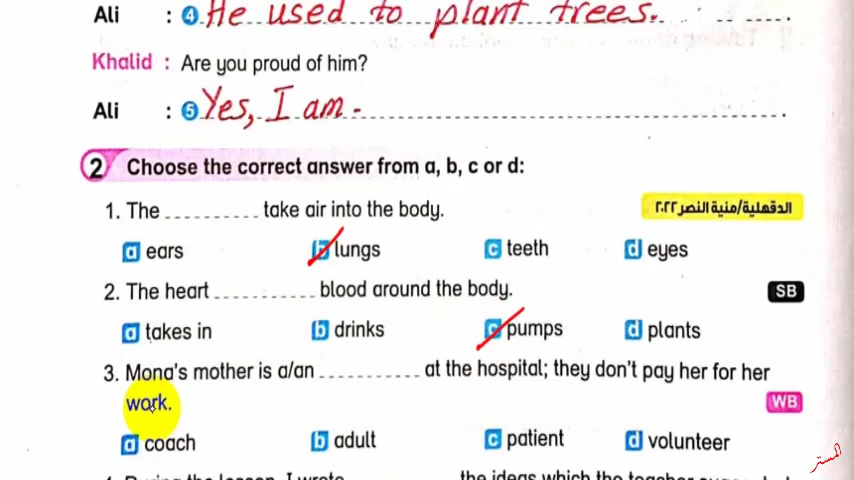 Ali : 4 He used to plant trees.
Khalid : Are you proud of him?
Ali : 5 Yes, I am.
2 Choose the correct answer from a, b, c or d:
1. The .......... take air into the body. الدقهلية/منية النصر ٢٠٢٢
a ears b lungs c teeth d eyes
2. The heart .......... blood around the body. SB
a takes in b drinks c pumps d plants
3. Mona's mother is a/an .......... at the hospital; they don't pay her for her
work. WB
a coach b adult c patient d volunteer
المستر